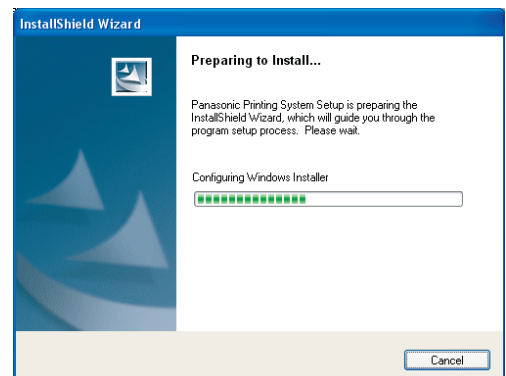 InstallShield Wizard
Preparing to Install...
Panasonic Printing System Setup is preparing the
InstallShield Wizard, which will guide you through the
program setup process. Please wait.
Configuring Windows Installer
Cancel